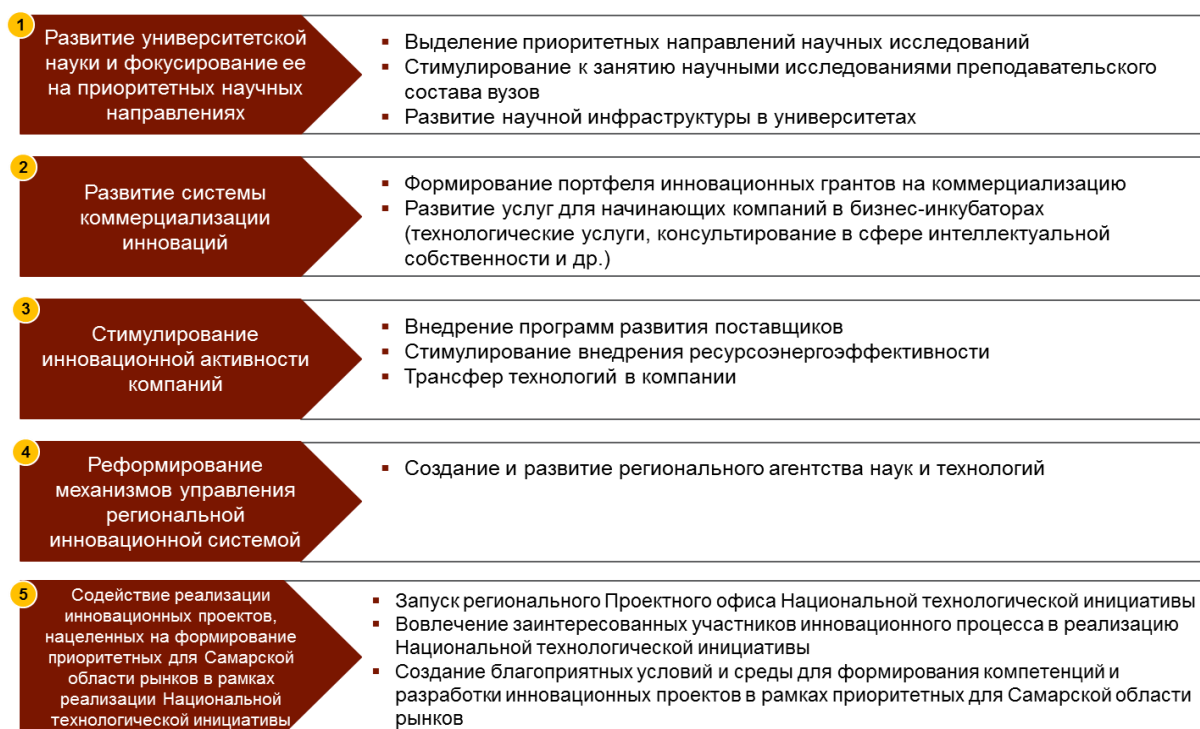 1
Развитие университетской
науки и фокусирование ее
на приоритетных научных
направлениях
▪ Выделение приоритетных направлений научных исследований
▪ Стимулирование к занятию научными исследованиями преподавательского
состава вузов
▪ Развитие научной инфраструктуры в университетах
2
Развитие системы
коммерциализации
инноваций
▪ Формирование портфеля инновационных грантов на коммерциализацию
▪ Развитие услуг для начинающих компаний в бизнес-инкубаторах
(технологические услуги, консультирование в сфере интеллектуальной
собственности и др.)
3
Стимулирование
инновационной активности
компаний
▪ Внедрение программ развития поставщиков
▪ Стимулирование внедрения ресурсоэнергоэффективности
▪ Трансфер технологий в компании
4
Реформирование
механизмов управления
региональной
инновационной системой
▪ Создание и развитие регионального агентства наук и технологий
5
Содействие реализации
инновационных проектов,
нацеленных на формирование
приоритетных для Самарской
области рынков в рамках
реализации Национальной
технологической инициативы
▪ Запуск регионального Проектного офиса Национальной технологической инициативы
▪ Вовлечение заинтересованных участников инновационного процесса в реализацию
Национальной технологической инициативы
▪ Создание благоприятных условий и среды для формирования компетенций и
разработки инновационных проектов в рамках приоритетных для Самарской области
рынков